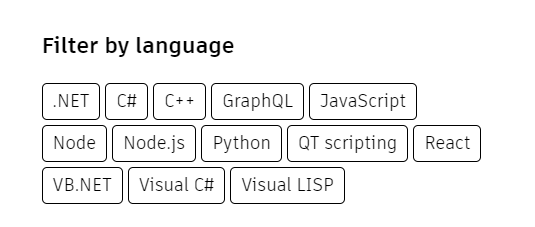 Filter by language
.NET C# C++ GraphQL JavaScript
Node Node.js Python QT scripting React
VB.NET Visual C# Visual LISP